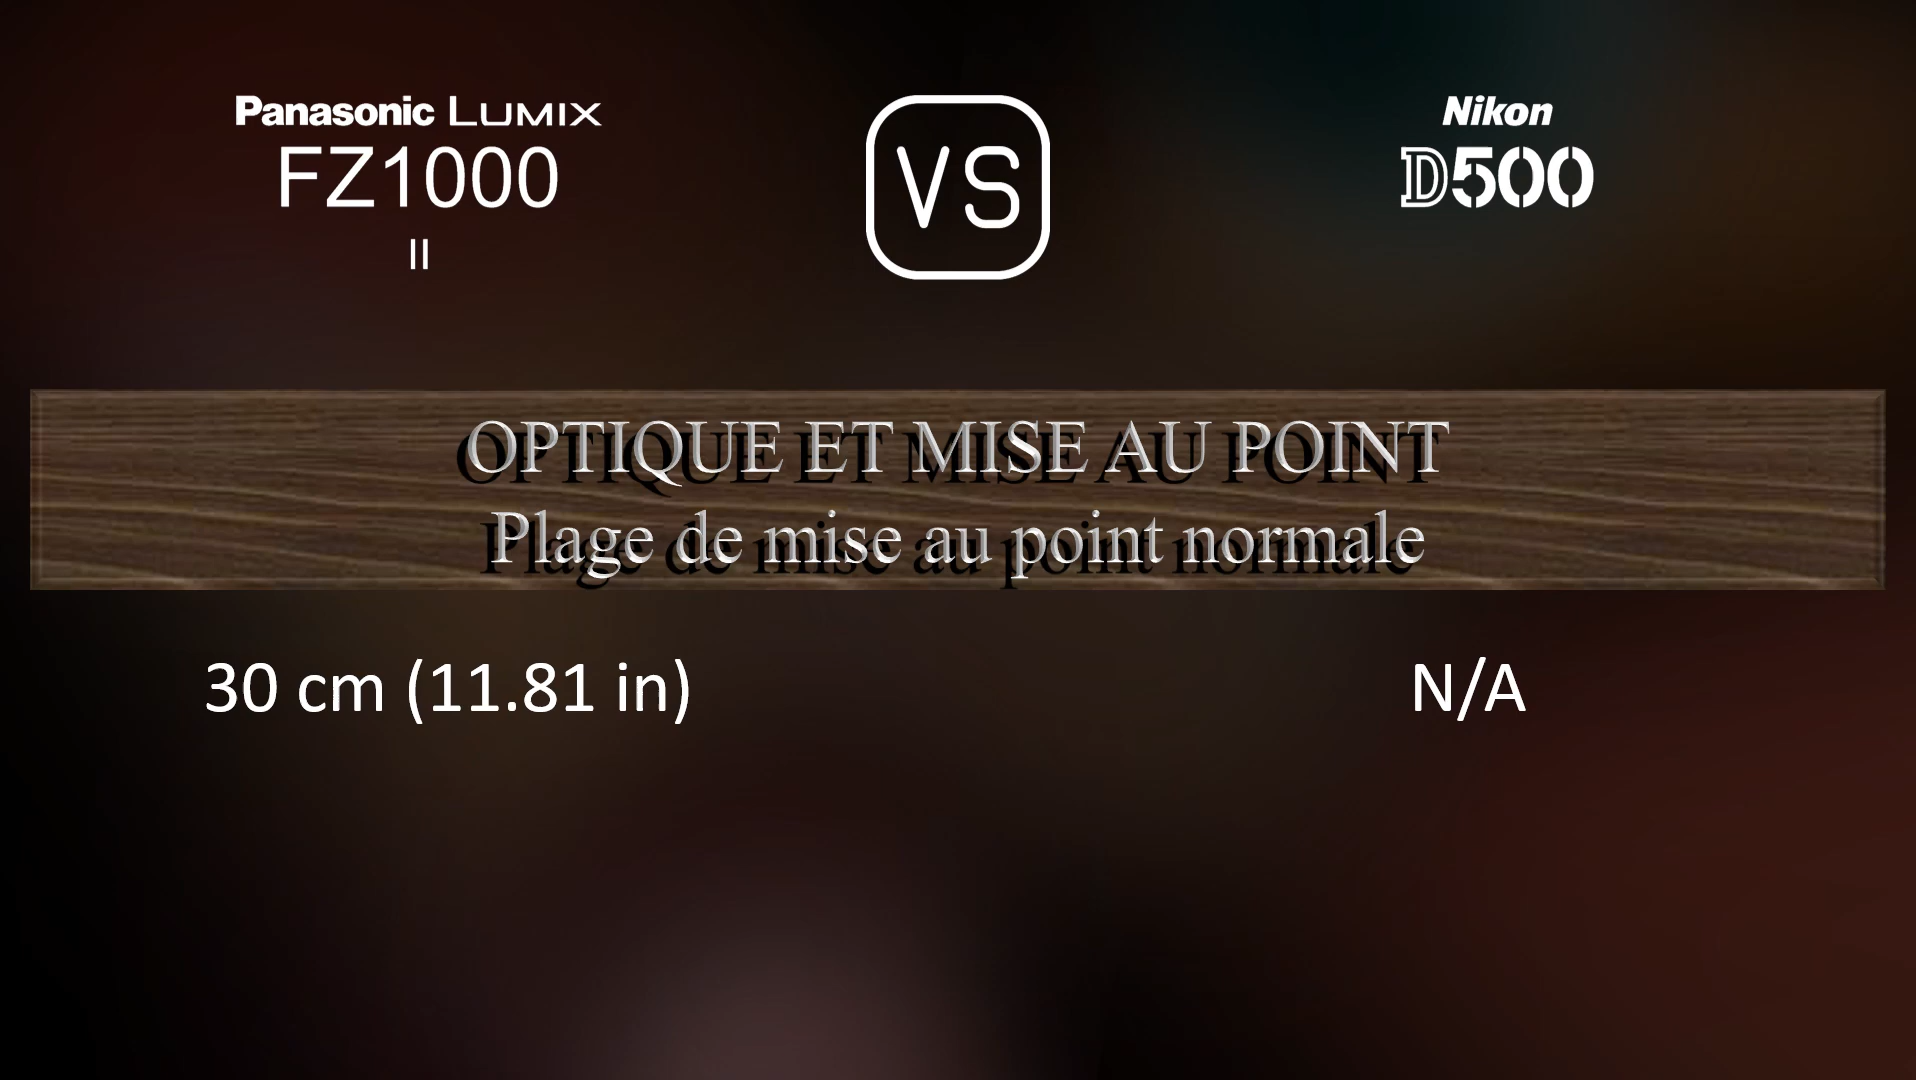 Panasonic LUMIX
FZ1000
II
VS
Nikon
D500
OPTIQUE ET MISE AU POINT
Plage de mise au point normale
30 cm (11.81 in)
N/A